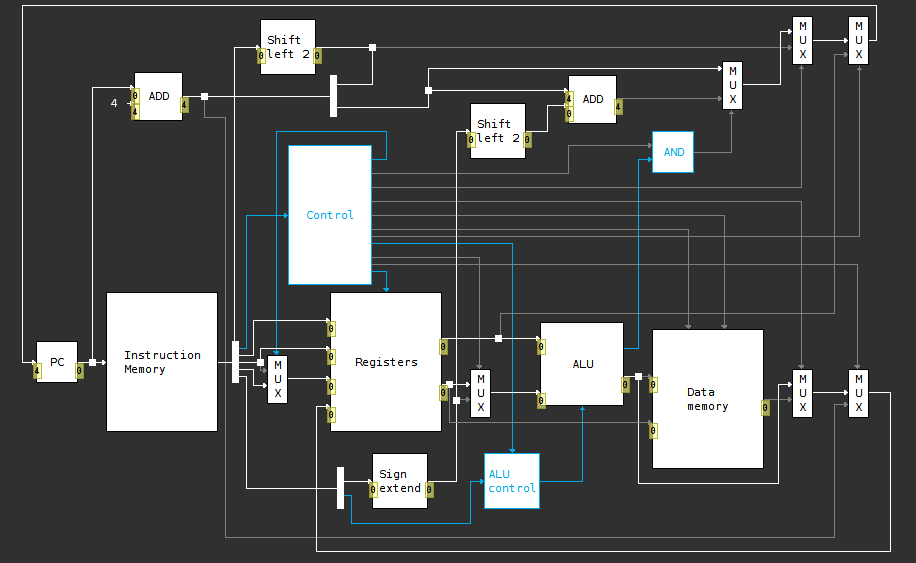 Shift
left 2
0
0
M
U
X
M
U
X
ADD
0
4
4
4
M
U
X
ADD
4
0
4
Shift
left 2
0
0
AND
Control
PC
4
0
Instruction
Memory
M
U
X
Registers
0
0
0
0
0
0
M
U
X
ALU
0
0
0
Data
memory
0
0
0
M
U
X
M
U
X
Sign
extend
0
0
ALU
control